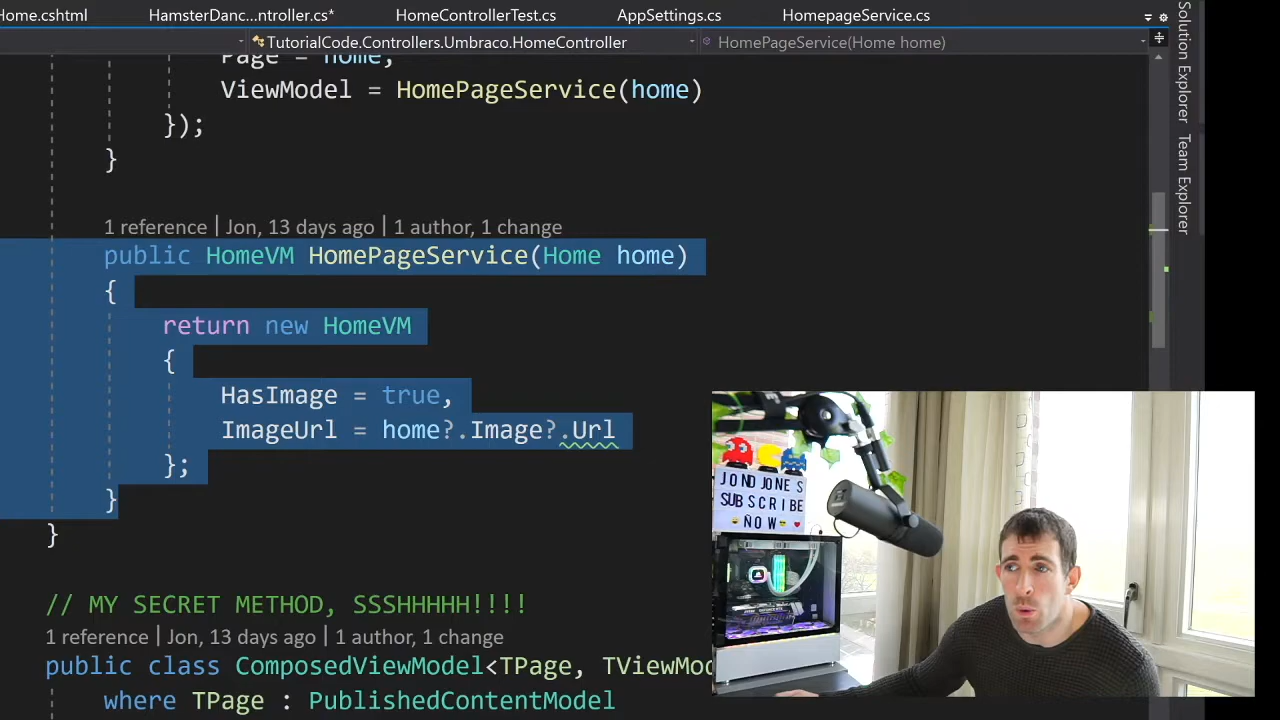 ome.cshtml
HamsterDanc...ntroller.cs*
HomeControllerTest.cs
AppSettings.cs
HomepageService.cs
TutorialCode.Controllers.Umbraco.HomeController
HomePageService(Home home)
Page = home,
ViewModel = HomePageService(home)
});
}
1 reference | Jon, 13 days ago | 1 author, 1 change
public HomeVM HomePageService(Home home)
{
return new HomeVM
{
HasImage = true,
ImageUrl = home?.Image?.Url
};
}
}
// MY SECRET METHOD, SSSHHHHH!!!!
1 reference | Jon, 13 days ago | 1 author, 1 change
public class ComposedViewModel<TPage, TViewMod
where TPage : PublishedContentModel
Solution Explorer
Team Explorer
JOND JONES
SUBSCRIBE
NOW